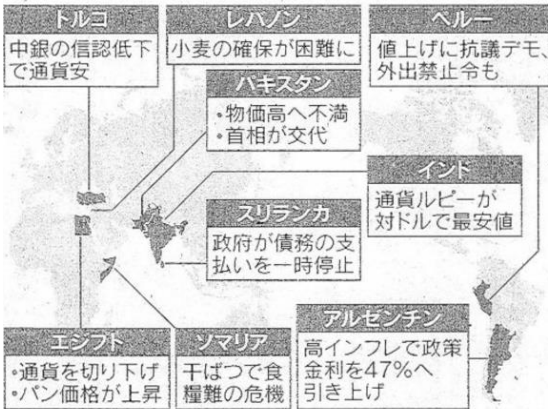 トルコ
中銀の信認低下
で通貨安
レバノン
小麦の確保が困難に
ペルー
値上げに抗議デモ、
外出禁止令も
パキスタン
・物価高へ不満
・首相が交代
インド
通貨ルピーが
対ドルで最安値
スリランカ
政府が債務の支
払いを一時停止
エジプト
・通貨を切り下げ
・パン価格が上昇
ソマリア
干ばつで食
糧難の危機
アルゼンチン
高インフレで政策
金利を47%へ
引き上げ